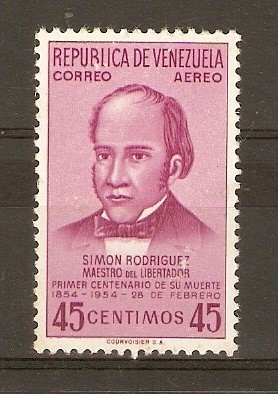 REPUBLICA DE VENEZUELA
CORREO AEREO
SIMON RODRIGUEZ
MAESTRO DEL LIBERTADOR
PRIMER CENTENARIO DE SU MUERTE
1854-1954-28 DE FEBRERO
45 CENTIMOS 45
COURVOISIER S.A.